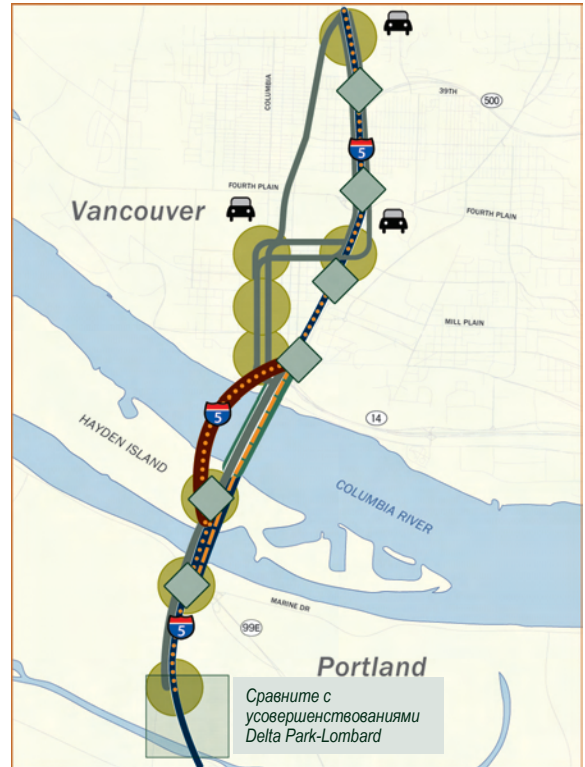 COLUMBIA
39TH
500
5
FOURTH PLAIN
Vancouver
FOURTH PLAIN
MILL PLAIN
14
5
HAYDEN ISLAND
COLUMBIA RIVER
MARINE DR
5
99E
Portland
Сравните с
усовершенствованиями
Delta Park-Lombard